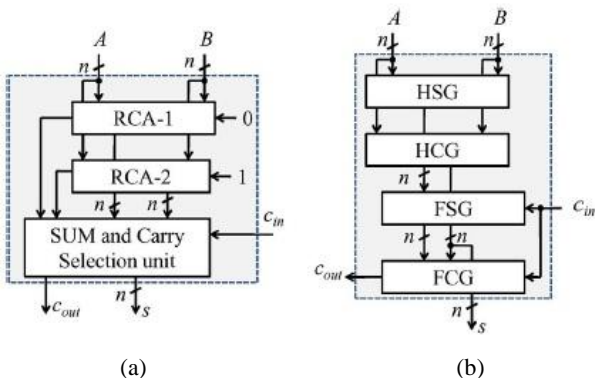 A B
n n
RCA-1 0
RCA-2 1
n n
c_in
SUM and Carry
Selection unit
c_out n s
(a)
A B
n n
HSG
HCG
n
FSG c_in
n n
c_out FCG
n
s
(b)